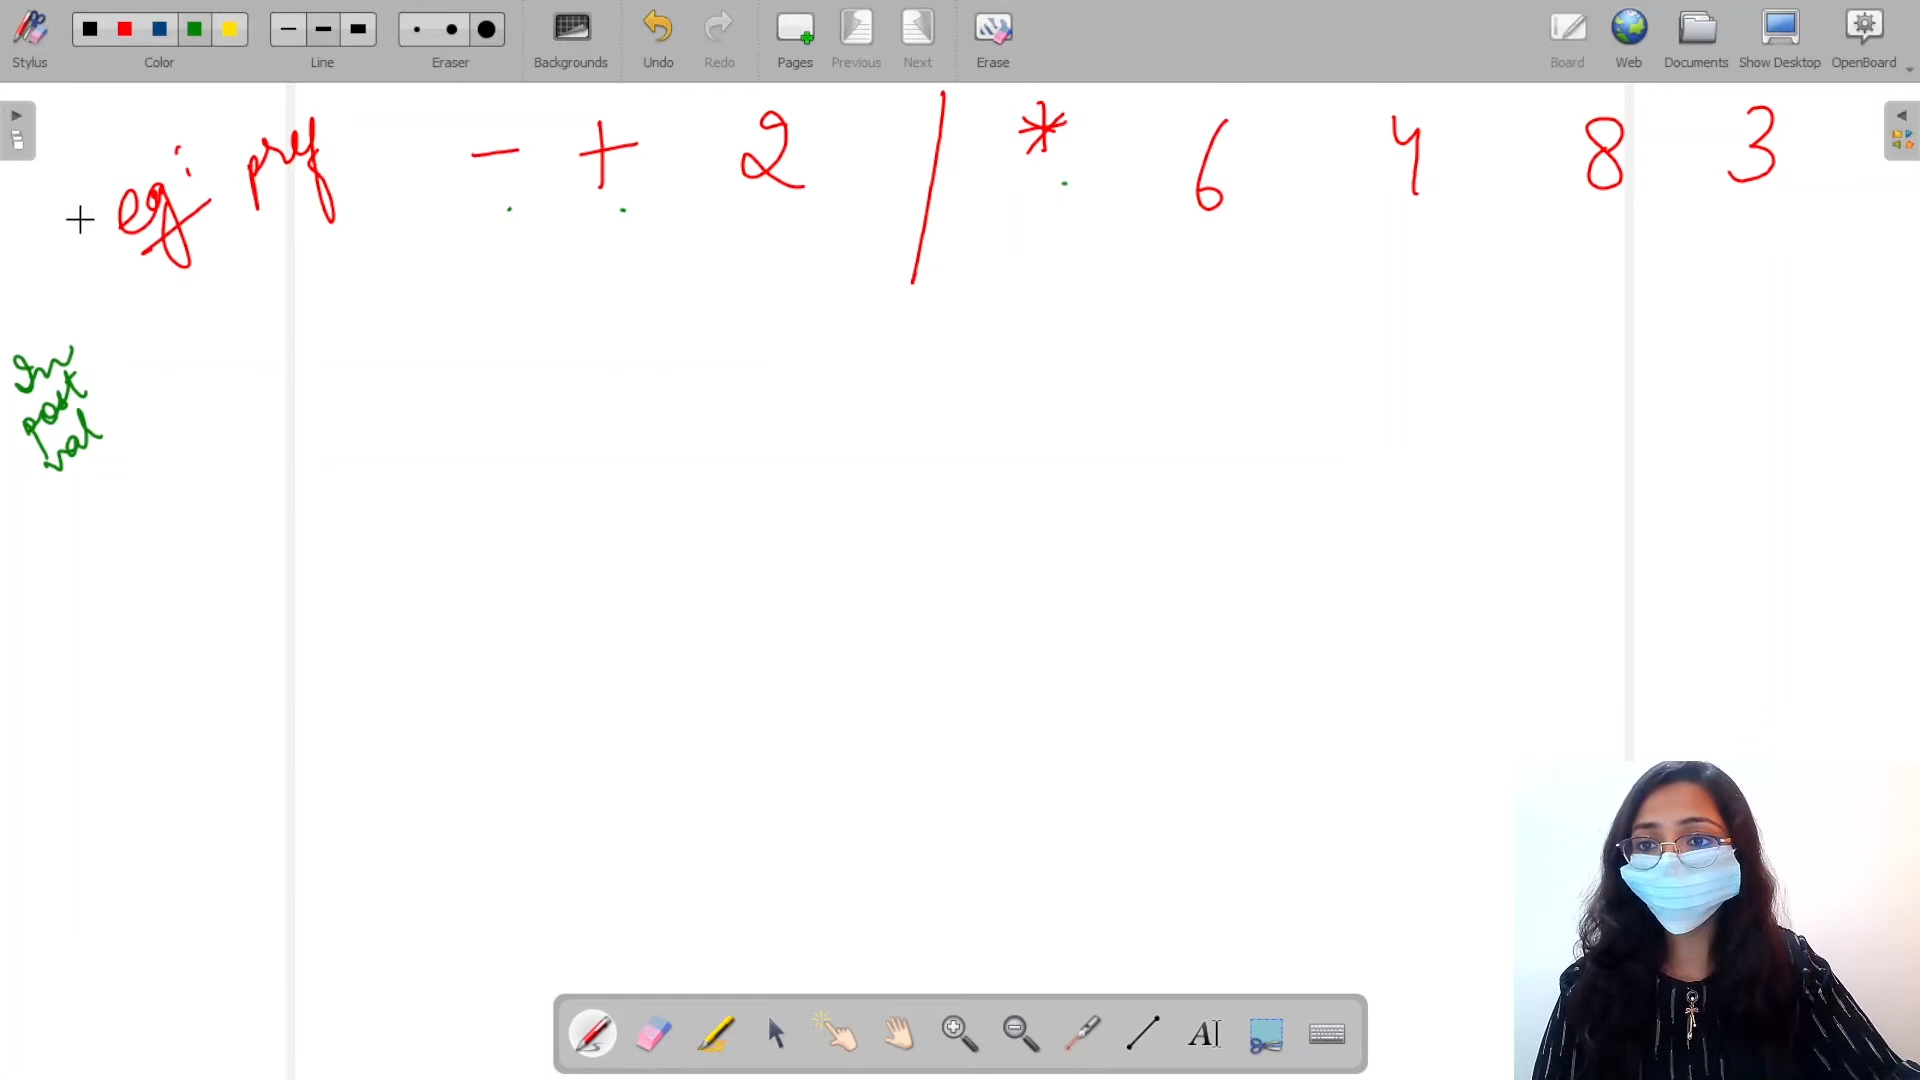 Stylus Color Line Eraser Backgrounds Undo Redo Pages Previous Next Erase Board Web Documents Show Desktop OpenBoard
eg: pref - + 2 / * 6 4 8 3
In
post
val
AI